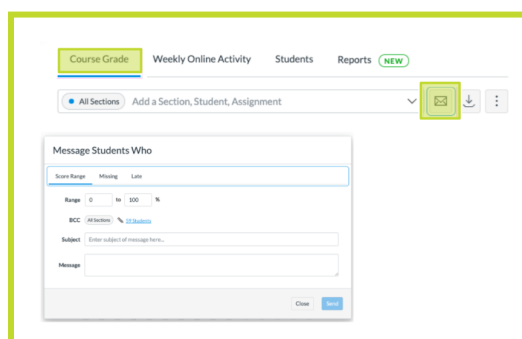 Course Grade Weekly Online Activity Students Reports NEW
All Sections Add a Section, Student, Assignment
Message Students Who
Score Range Missing Late
Range 0 to 100 %
BCC All Sections 19 Students
Subject Enter subject of message here...
Message
Close Send